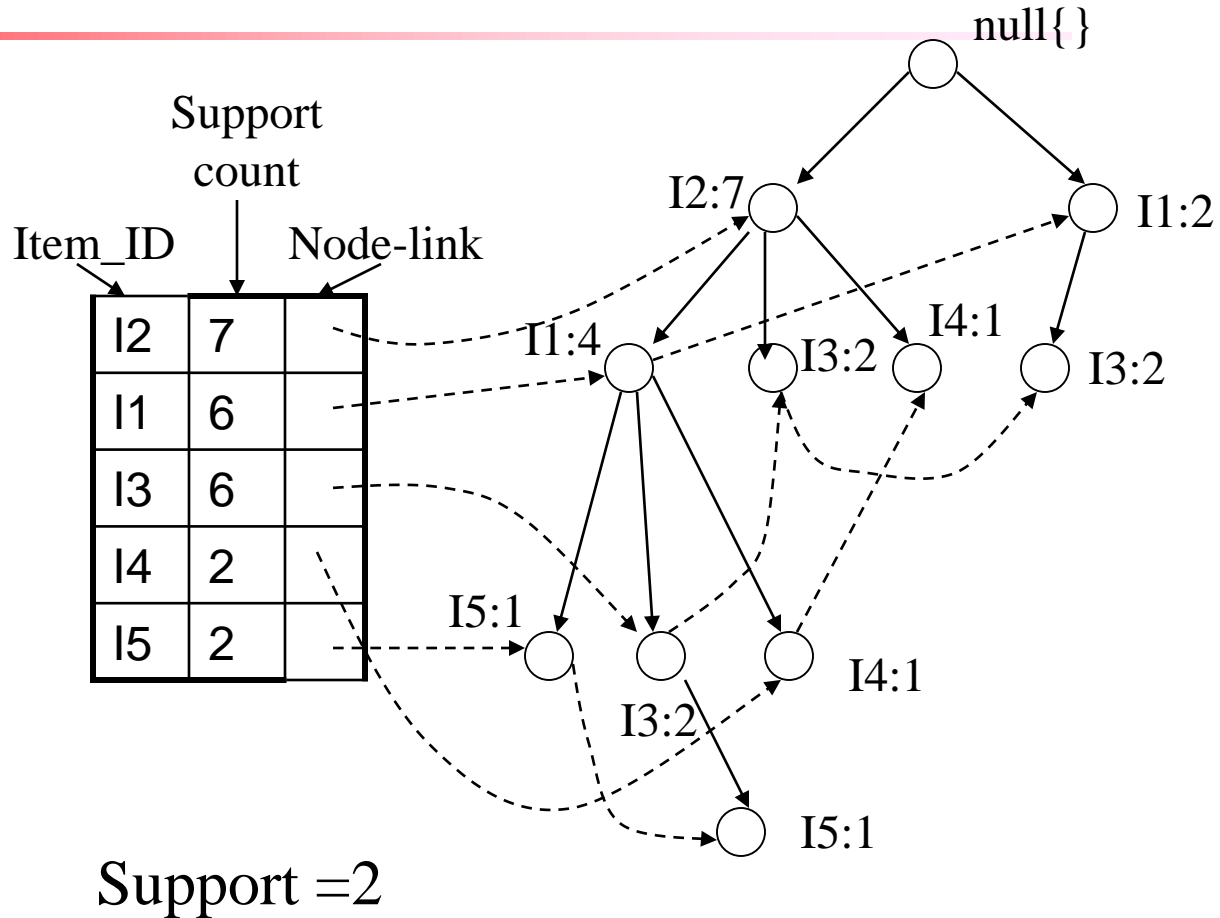 null{}
Support
count
Item_ID
Node-link
I2 7
I1 6
I3 6
I4 2
I5 2
I2:7
I1:2
I1:4
I3:2
I4:1
I3:2
I5:1
I3:2
I4:1
I5:1
Support =2